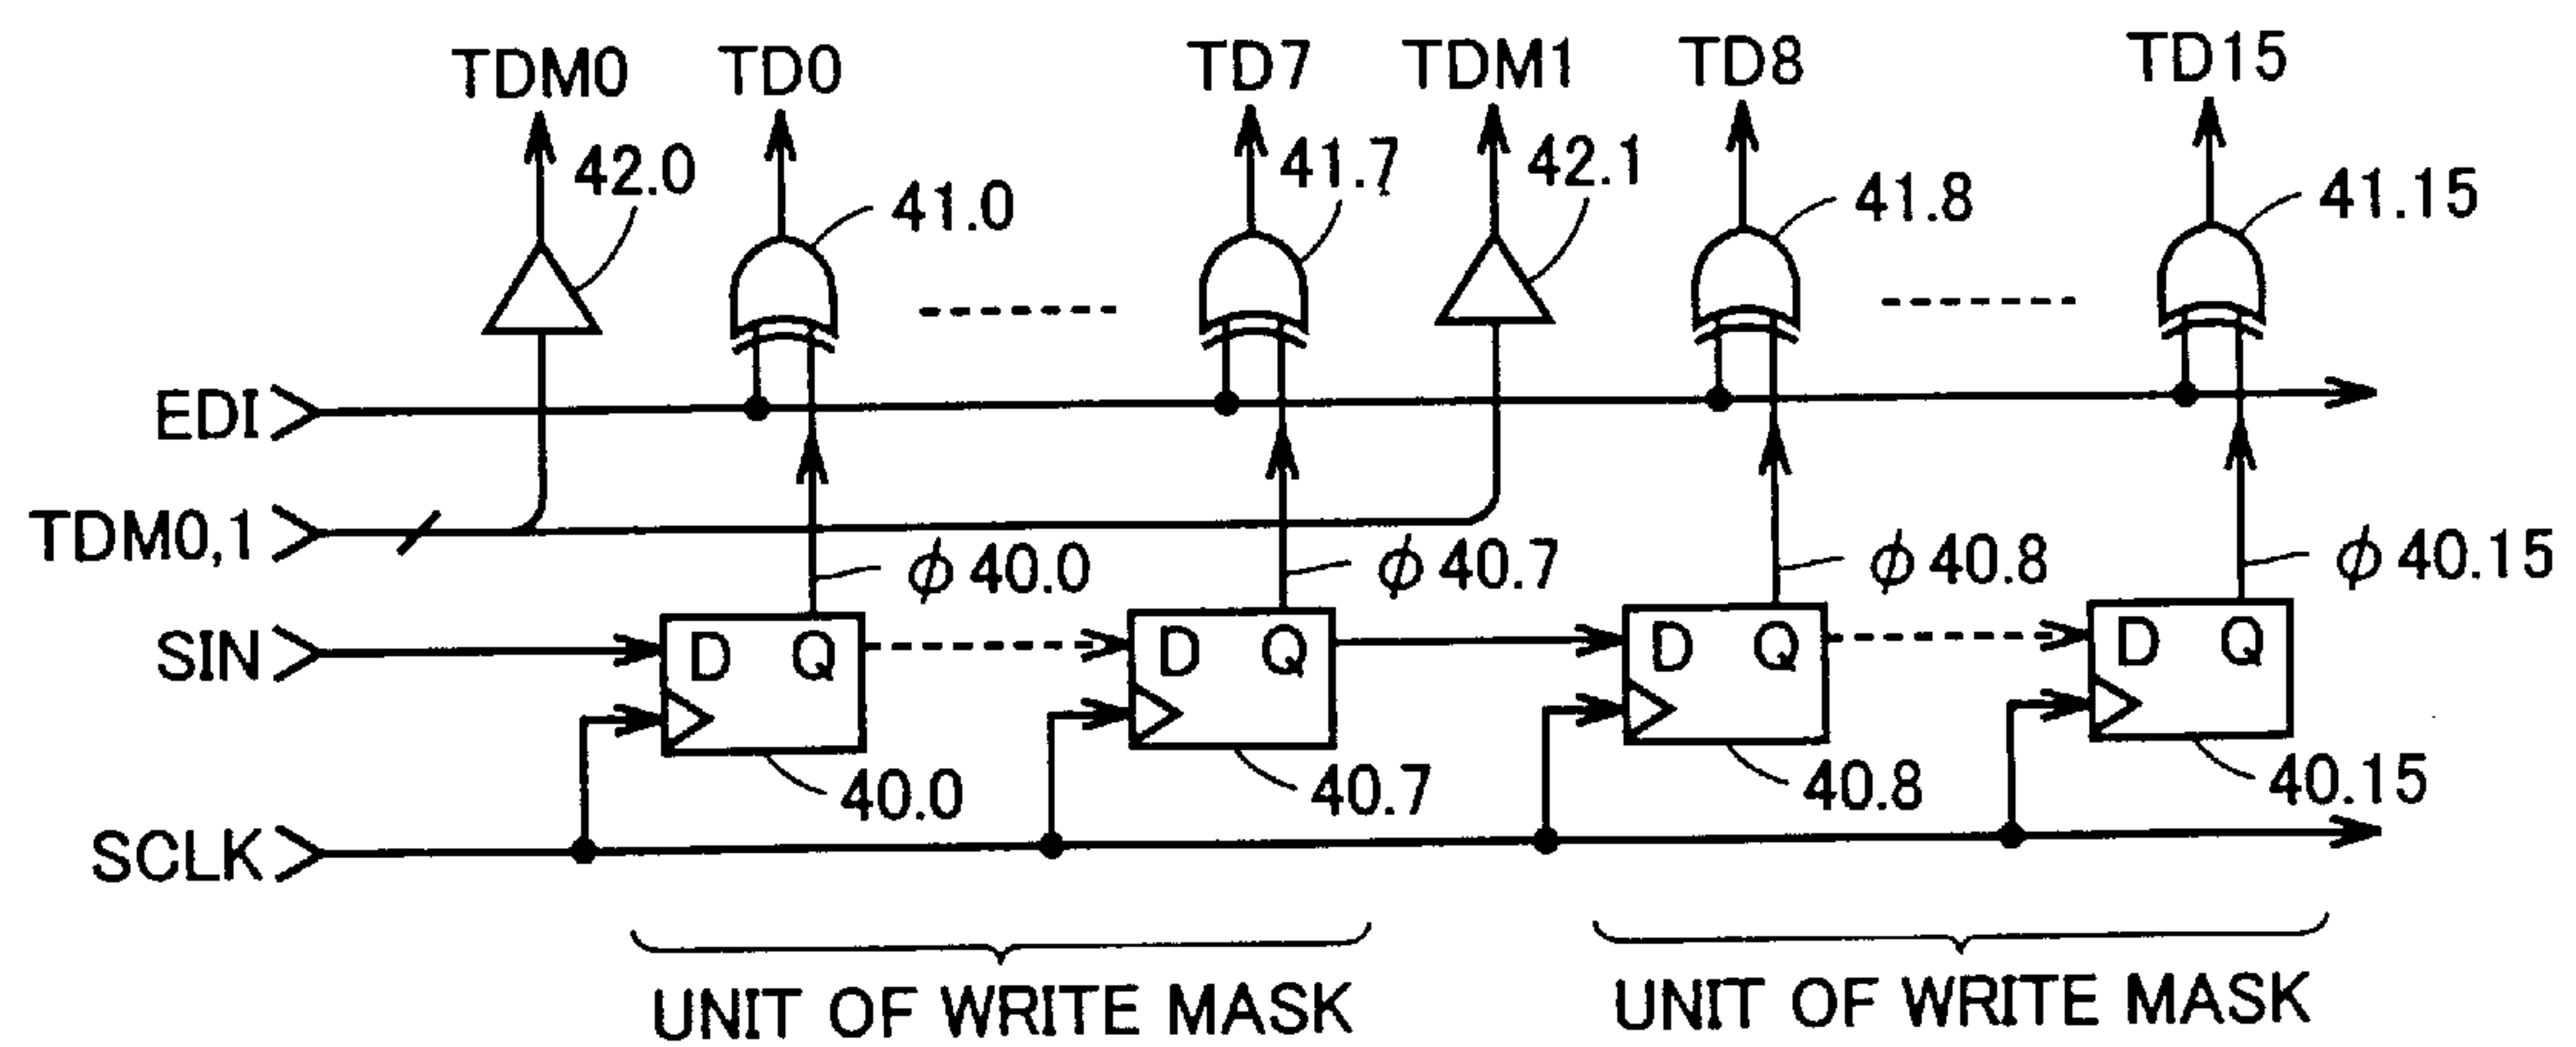 TDM0 TD0 TD7 TDM1 TD8 TD15
42.0 41.0 41.7 42.1 41.8 41.15
EDI
TDM0,1
ϕ40.0 ϕ40.7 ϕ40.8 ϕ40.15
SIN D Q D Q D Q D Q
40.0 40.7 40.8 40.15
SCLK
UNIT OF WRITE MASK UNIT OF WRITE MASK